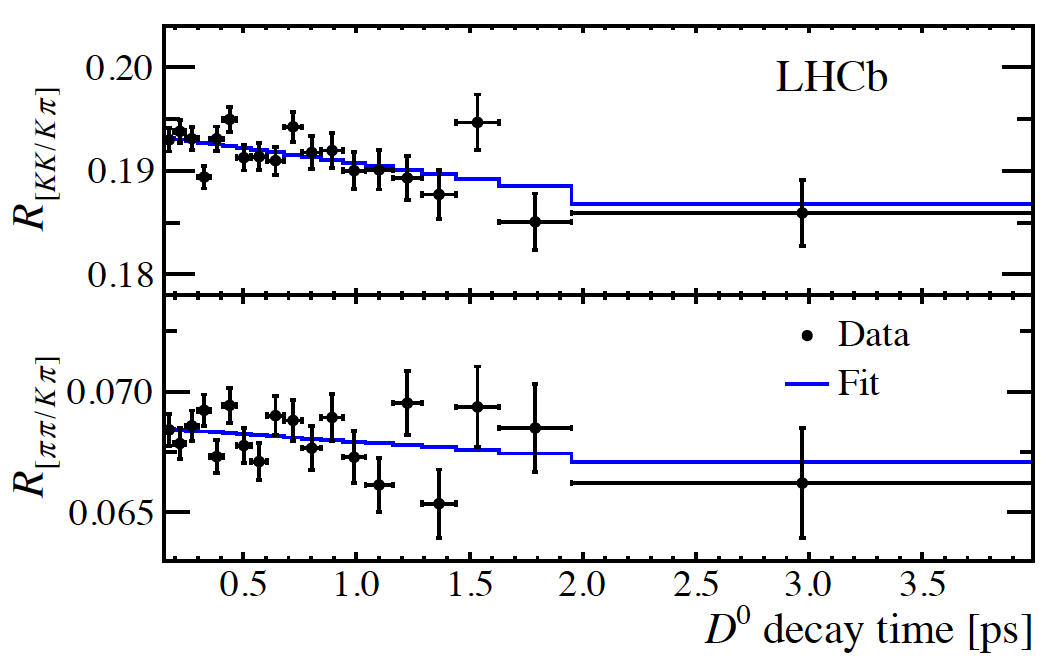 LHCb
0.20
0.19
0.18
R[KK/Kπ]
Data
Fit
0.070
0.065
R[ππ/Kπ]
0.5 1.0 1.5 2.0 2.5 3.0 3.5
D⁰ decay time [ps]